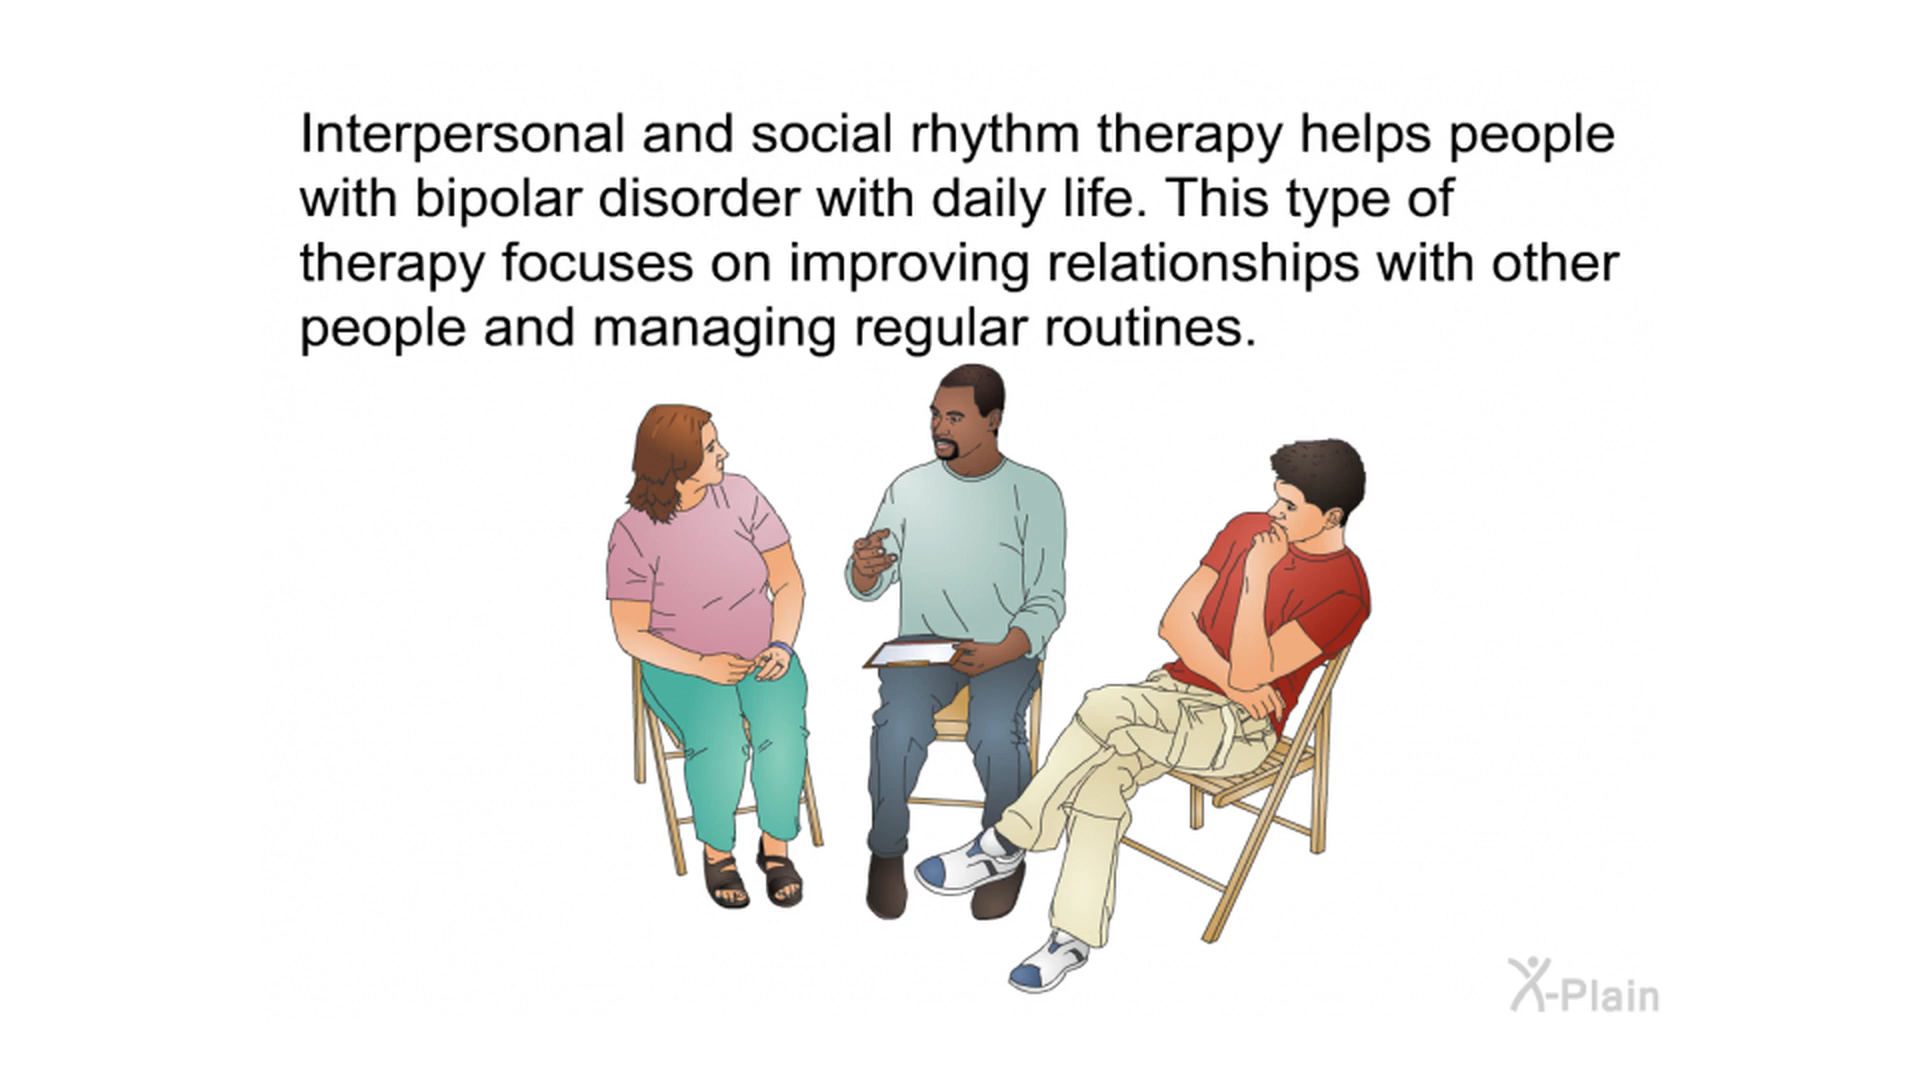 Interpersonal and social rhythm therapy helps people
with bipolar disorder with daily life. This type of
therapy focuses on improving relationships with other
people and managing regular routines.
X-Plain